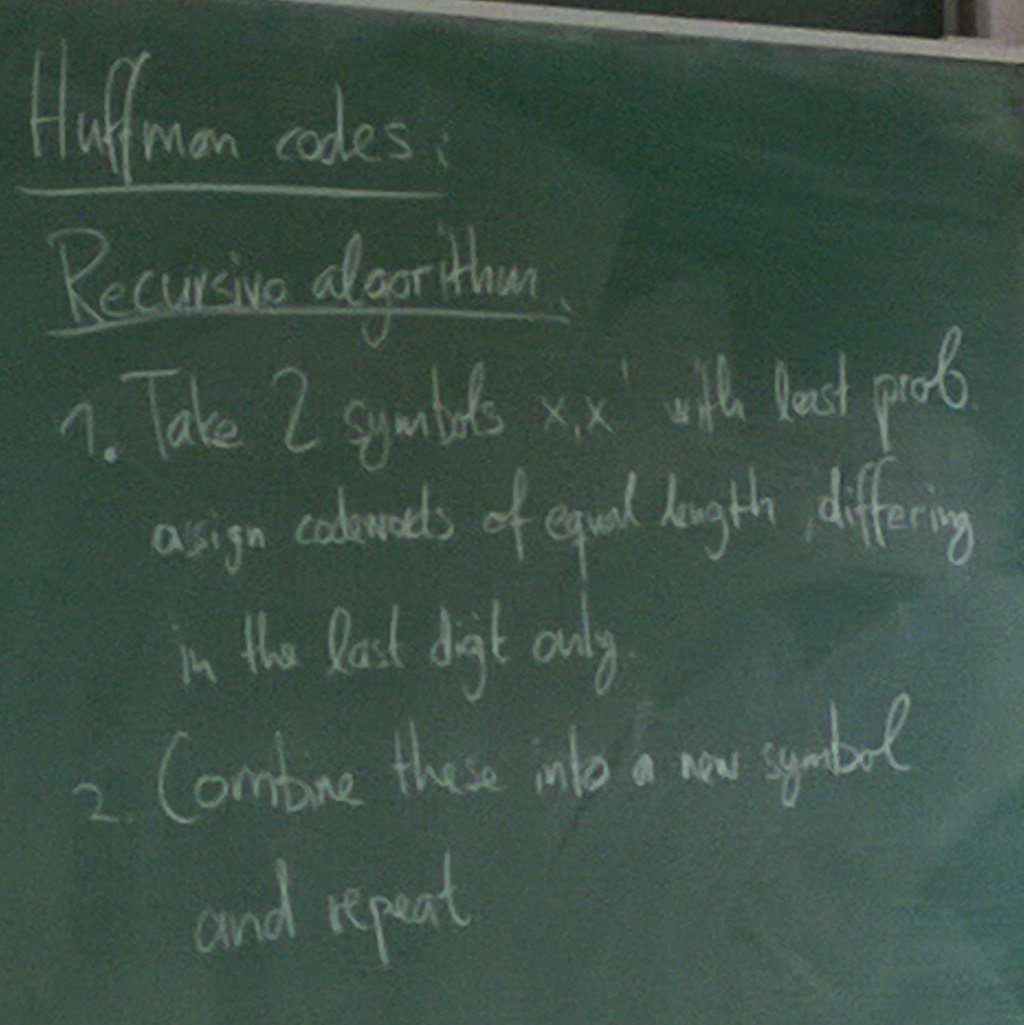 Huffman codes:
Recursive algorithm.
1. Take 2 symbols x,x' with least prob.
assign codewords of equal length, differing
in the last digit only.
2. Combine these into a new symbol
and repeat